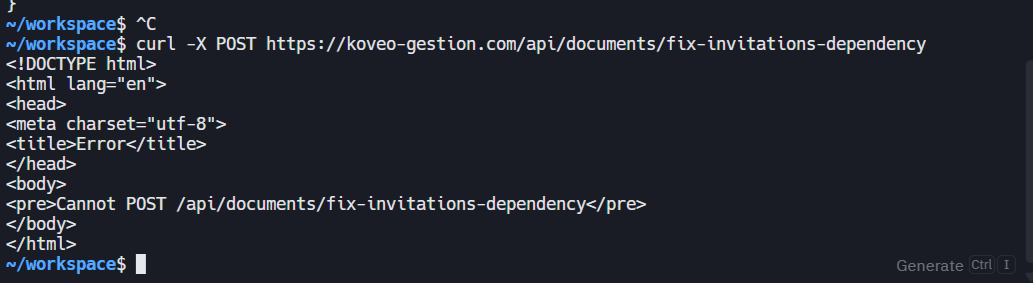 }
~/workspace$ ^C
~/workspace$ curl -X POST https://koveo-gestion.com/api/documents/fix-invitations-dependency
<!DOCTYPE html>
<html lang="en">
<head>
<meta charset="utf-8">
<title>Error</title>
</head>
<body>
<pre>Cannot POST /api/documents/fix-invitations-dependency</pre>
</body>
</html>
~/workspace$
Generate Ctrl I